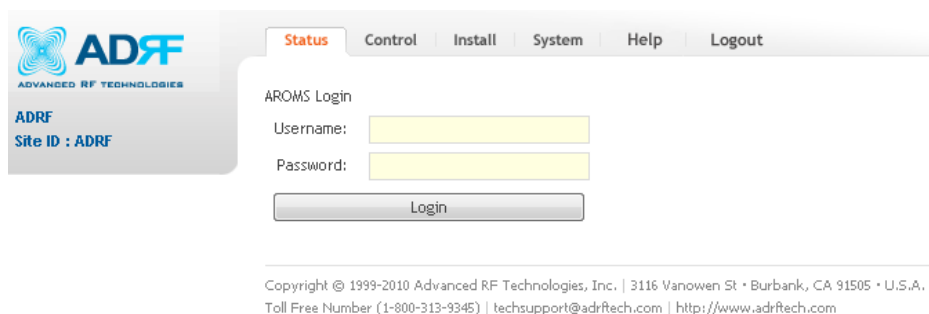 ADRF
ADVANCED RF TECHNOLOGIES
ADRF
Site ID : ADRF
Status Control Install System Help Logout
AROMS Login
Username:
Password:
Login
Copyright © 1999-2010 Advanced RF Technologies, Inc. | 3116 Vanowen St • Burbank, CA 91505 • U.S.A.
Toll Free Number (1-800-313-9345) | techsupport@adrftech.com | http://www.adrftech.com